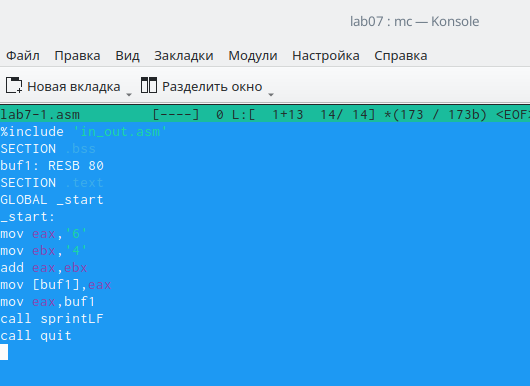 lab07 : mc — Konsole
Файл Правка Вид Закладки Модули Настройка Справка
Новая вкладка Разделить окно
lab7-1.asm [----] 0 L:[ 1+13 14/ 14] *(173 / 173b) <EOF>
%include 'in_out.asm'
SECTION .bss
buf1: RESB 80
SECTION .text
GLOBAL _start
_start:
mov eax,'6'
mov ebx,'4'
add eax,ebx
mov [buf1],eax
mov eax,buf1
call sprintLF
call quit